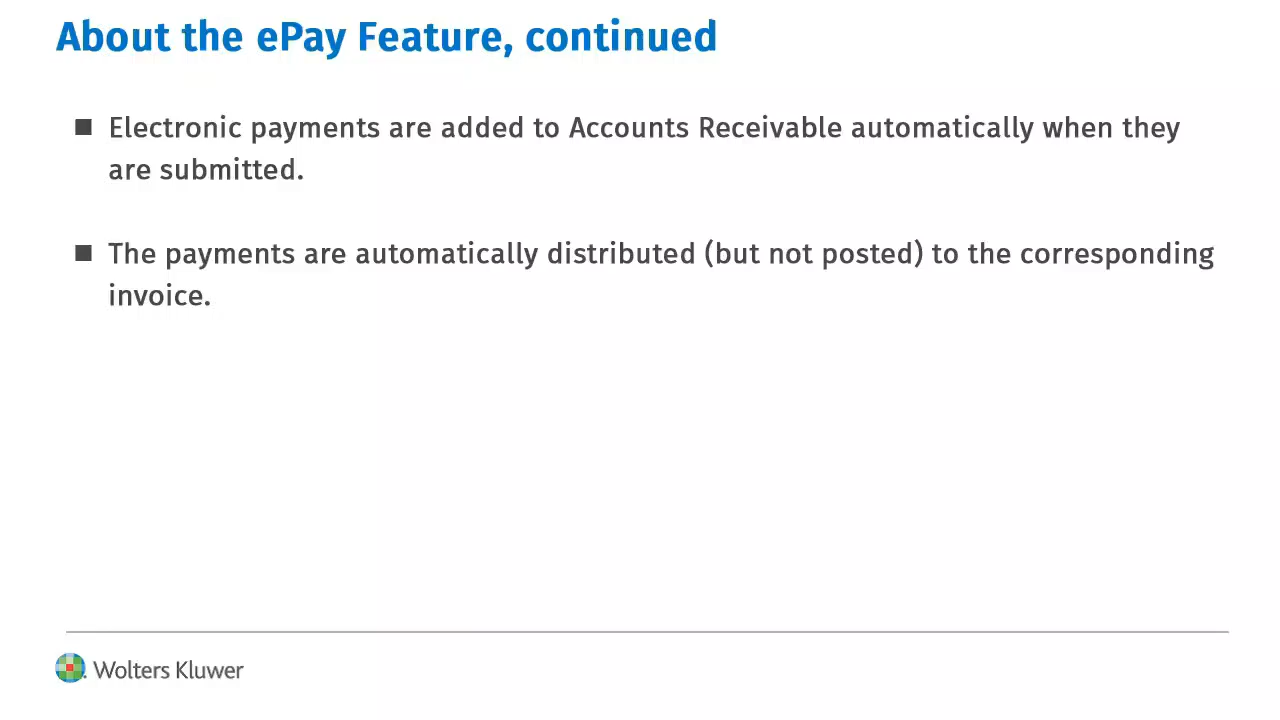 About the ePay Feature, continued
Electronic payments are added to Accounts Receivable automatically when they
are submitted.
The payments are automatically distributed (but not posted) to the corresponding
invoice.
Wolters Kluwer